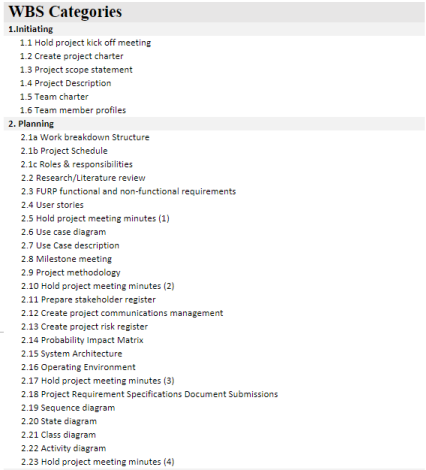 WBS Categories
1.Initiating
1.1 Hold project kick off meeting
1.2 Create project charter
1.3 Project scope statement
1.4 Project Description
1.5 Team charter
1.6 Team member profiles
2. Planning
2.1a Work breakdown Structure
2.1b Project Schedule
2.1c Roles & responsibilities
2.2 Research/Literature review
2.3 FURP functional and non-functional requirements
2.4 User stories
2.5 Hold project meeting minutes (1)
2.6 Use case diagram
2.7 Use Case description
2.8 Milestone meeting
2.9 Project methodology
2.10 Hold project meeting minutes (2)
2.11 Prepare stakeholder register
2.12 Create project communications management
2.13 Create project risk register
2.14 Probability Impact Matrix
2.15 System Architecture
2.16 Operating Environment
2.17 Hold project meeting minutes (3)
2.18 Project Requirement Specifications Document Submissions
2.19 Sequence diagram
2.20 State diagram
2.21 Class diagram
2.22 Activity diagram
2.23 Hold project meeting minutes (4)